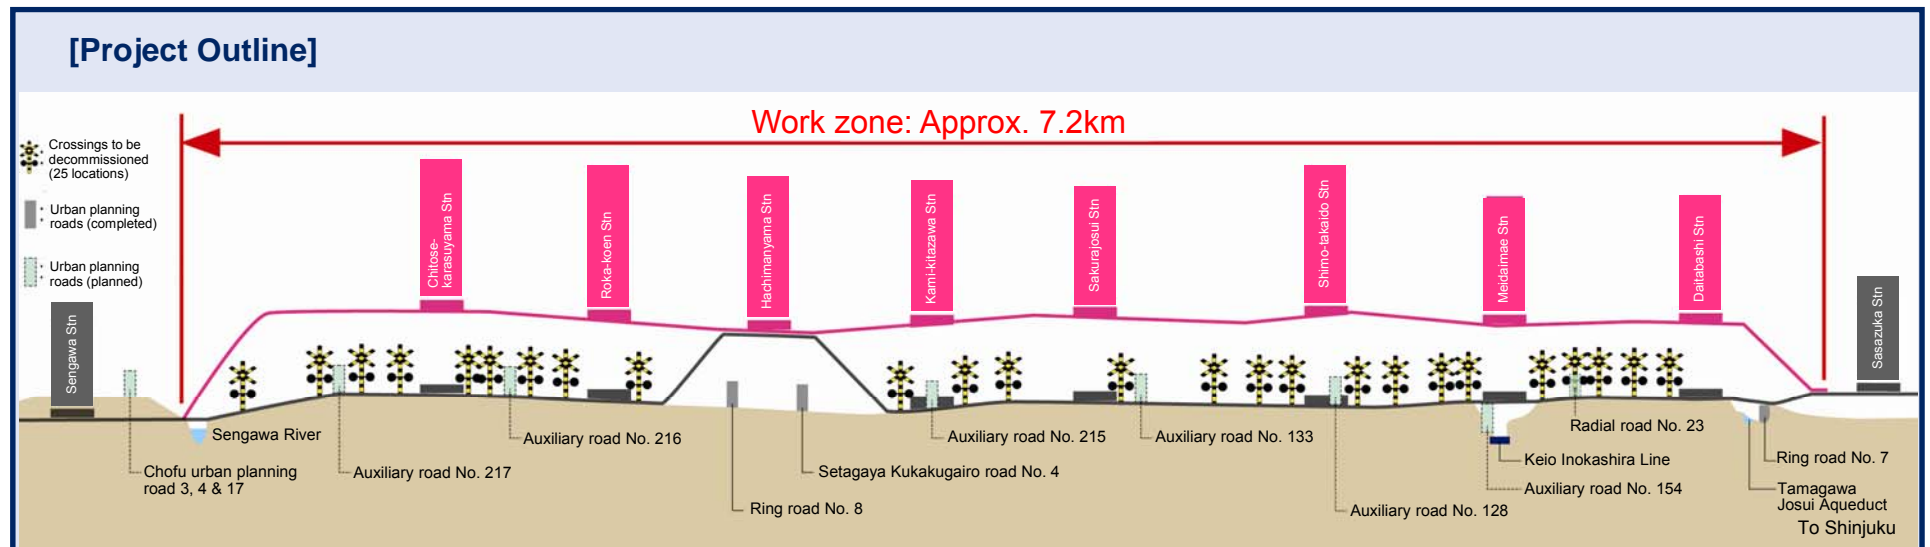 [Project Outline]
Work zone: Approx. 7.2km
Crossings to be
decommissioned
(25 locations)
Urban planning
roads (completed)
Urban planning
roads (planned)
Sengawa Stn
Chitose-
karasuyama Stn
Roka-koen Stn
Hachimanyama Stn
Kami-kitazawa Stn
Sakurajosui Stn
Shimo-takaido Stn
Meidaimae Stn
Daitabashi Stn
Sasazuka Stn
Sengawa River
Chofu urban planning
road 3, 4 & 17
Auxiliary road No. 217
Auxiliary road No. 216
Ring road No. 8
Setagaya Kukakugairo road No. 4
Auxiliary road No. 215
Auxiliary road No. 133
Auxiliary road No. 128
Radial road No. 23
Keio Inokashira Line
Auxiliary road No. 154
Ring road No. 7
Tamagawa
Josui Aqueduct
To Shinjuku